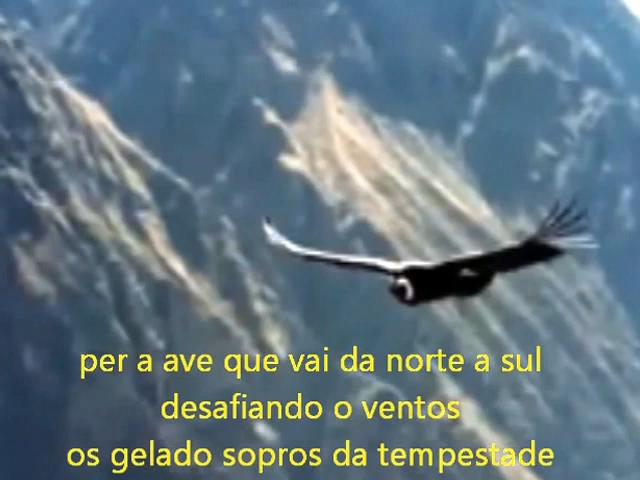 per a ave que vai da norte a sul
desafiando o ventos
os gelado sopros da tempestade